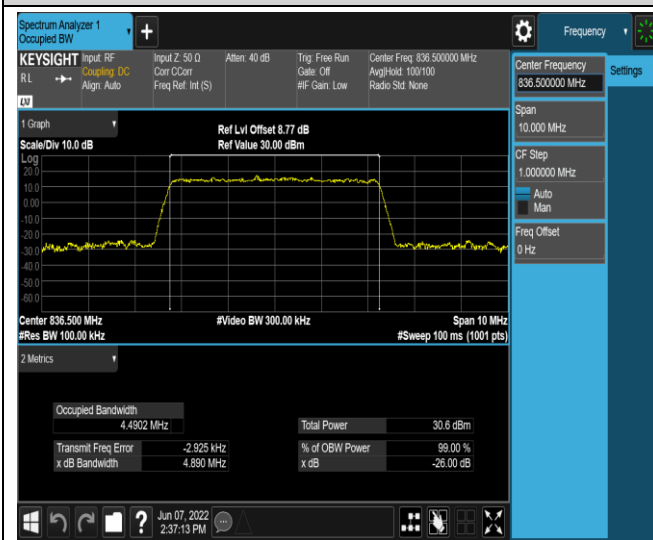 Spectrum Analyzer 1
Occupied BW
+
Frequency
KEYSIGHT
RL
LXI
Input: RF
Coupling: DC
Align: Auto
Input Z: 50 Ω
Corr CCorr
Freq Ref: Int (S)
Atten: 40 dB
Trig: Free Run
Gate: Off
#IF Gain: Low
Center Freq: 836.500000 MHz
Avg|Hold: 100/100
Radio Std: None
Center Frequency
836.500000 MHz
Settings
Span
10.000 MHz
CF Step
1.000000 MHz
Auto
Man
Freq Offset
0 Hz
1 Graph
Scale/Div 10.0 dB
Ref Lvl Offset 8.77 dB
Ref Value 30.00 dBm
Log
20.0
10.0
0.00
-10.0
-20.0
-30.0
-50.0
-60.0
Center 836.500 MHz
#Video BW 300.00 kHz
Span 10 MHz
#Res BW 100.00 kHz
#Sweep 100 ms (1001 pts)
2 Metrics
Occupied Bandwidth
4.4902 MHz
Total Power 30.6 dBm
Transmit Freq Error -2.925 kHz
% of OBW Power 99.00 %
x dB Bandwidth 4.890 MHz
x dB -26.00 dB
?
Jun 07, 2022
2:37:13 PM